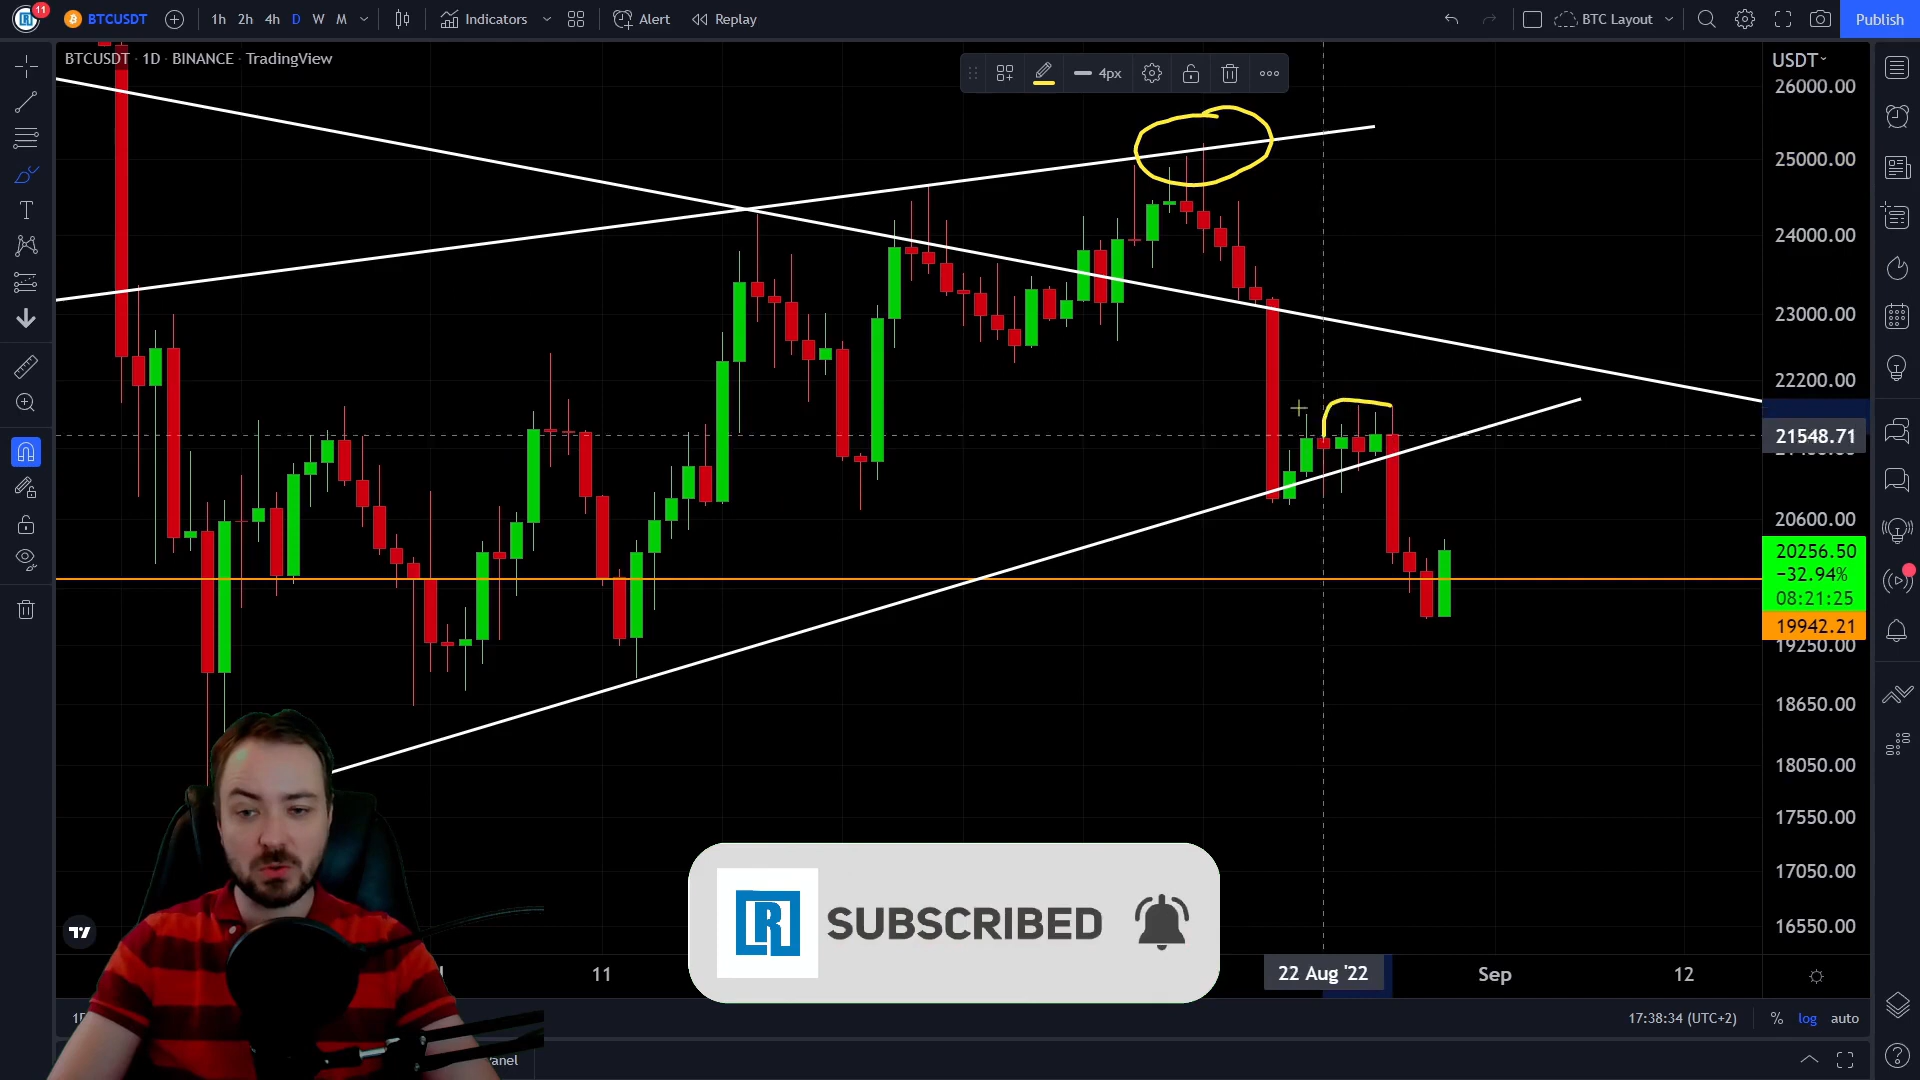 11 BTCUSDT 1h 2h 4h D W M Indicators Alert Replay BTC Layout Publish
BTCUSDT · 1D · BINANCE · TradingView
4px
USDT
26000.00
25000.00
24000.00
23000.00
22200.00
21548.71
20600.00
20256.50
−32.94%
08:21:25
19942.21
19250.00
18650.00
18050.00
17550.00
17050.00
16550.00
R SUBSCRIBED
11 22 Aug '22 Sep 12
17:38:34 (UTC+2) % log auto